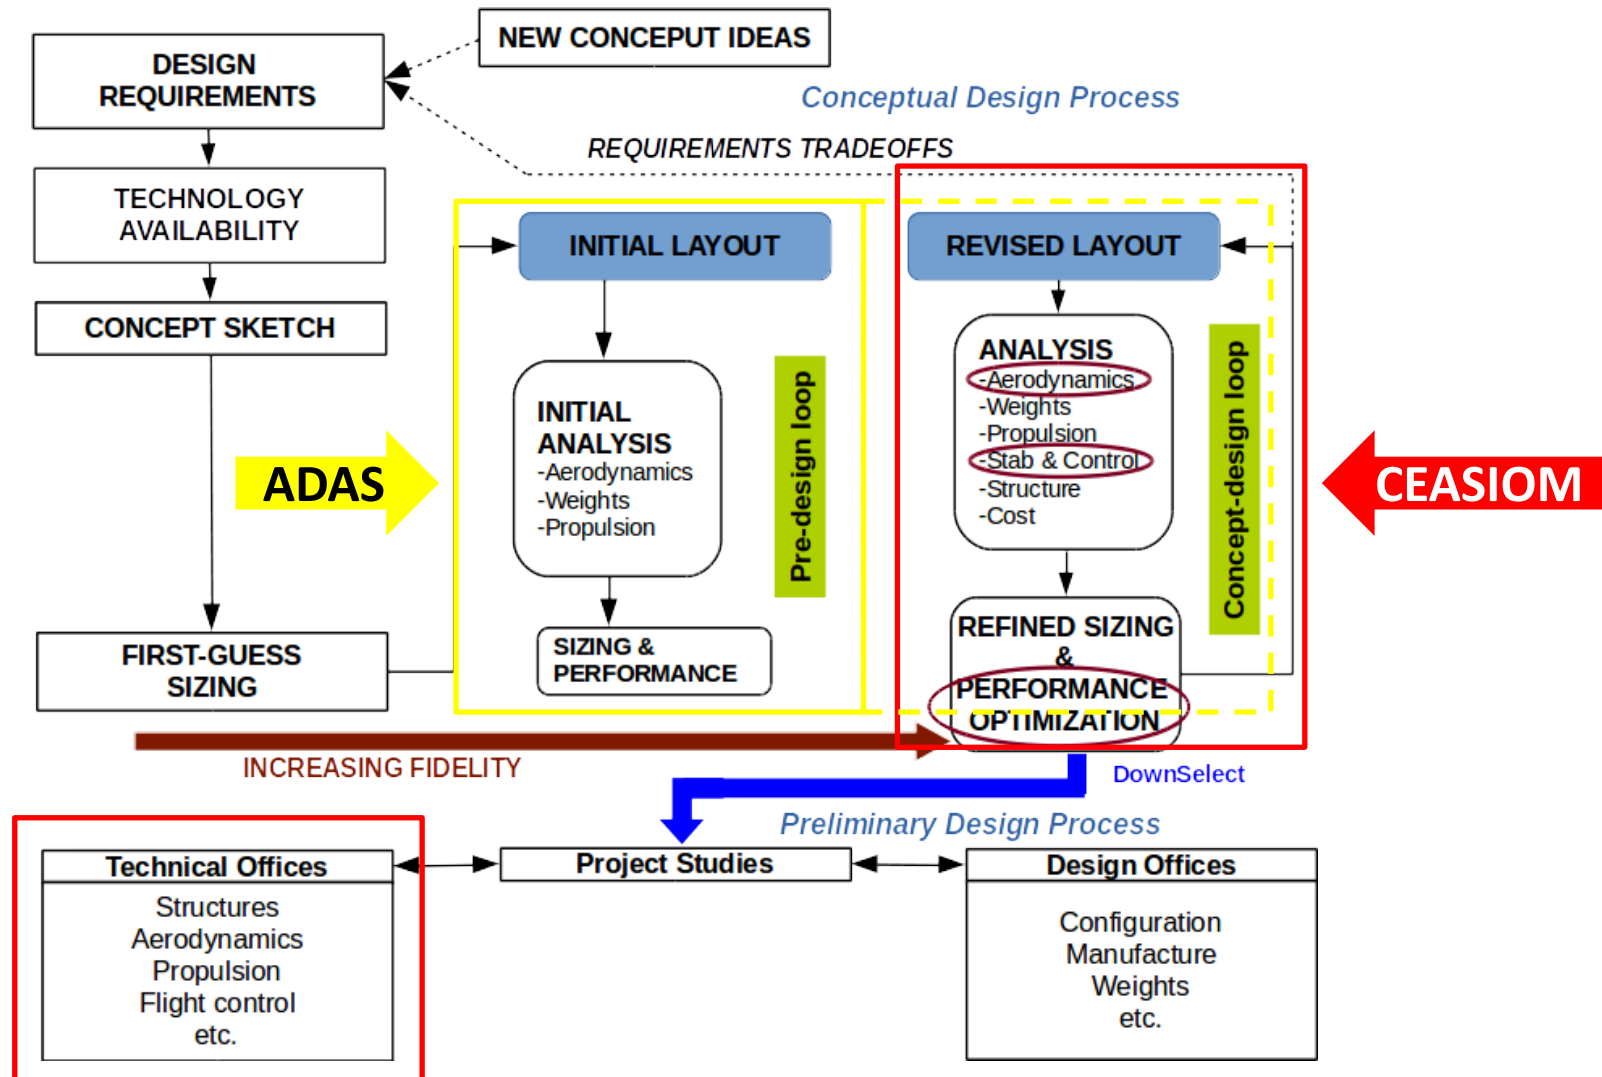 NEW CONCEPUT IDEAS
DESIGN
REQUIREMENTS
Conceptual Design Process
REQUIREMENTS TRADEOFFS
TECHNOLOGY
AVAILABILITY
CONCEPT SKETCH
FIRST-GUESS
SIZING
ADAS
INITIAL LAYOUT
INITIAL
ANALYSIS
-Aerodynamics
-Weights
-Propulsion
SIZING &
PERFORMANCE
Pre-design loop
REVISED LAYOUT
ANALYSIS
-Aerodynamics
-Weights
-Propulsion
-Stab & Control
-Structure
-Cost
REFINED SIZING
&
PERFORMANCE
OPTIMIZATION
Concept-design loop
CEASIOM
INCREASING FIDELITY
DownSelect
Preliminary Design Process
Technical Offices
Structures
Aerodynamics
Propulsion
Flight control
etc.
Project Studies
Design Offices
Configuration
Manufacture
Weights
etc.